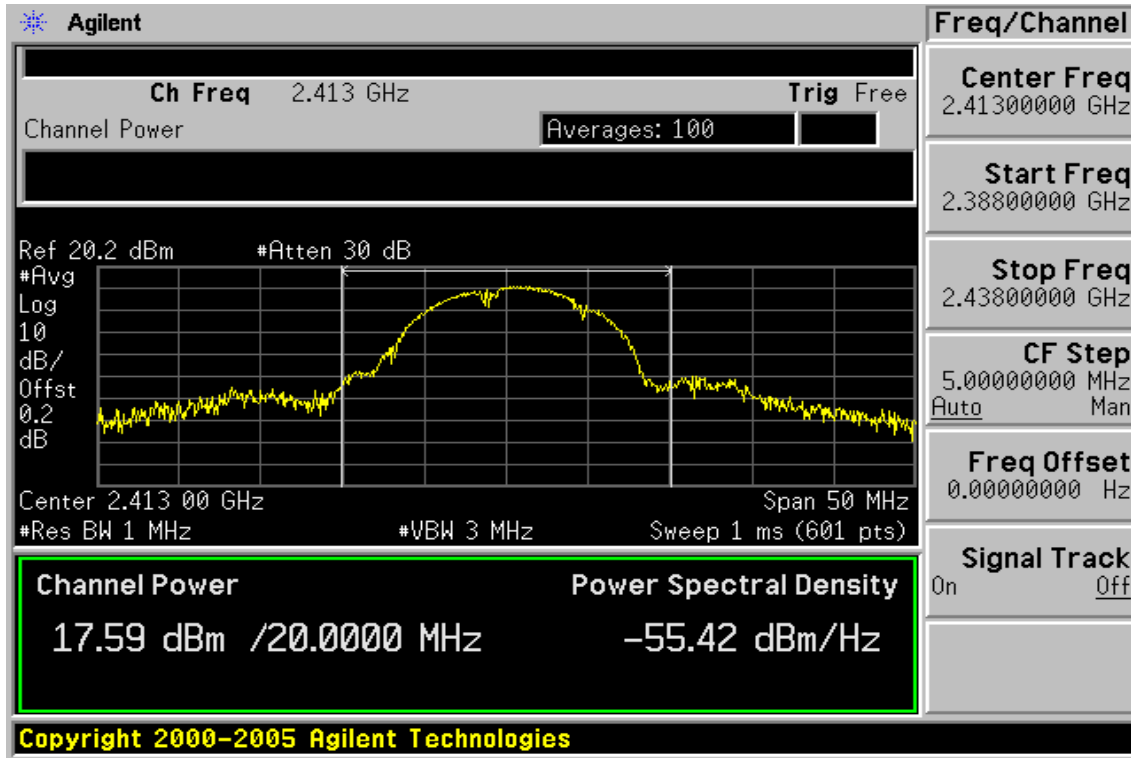 Agilent
Ch Freq 2.413 GHz Trig Free
Channel Power Averages: 100
Ref 20.2 dBm #Atten 30 dB
#Avg
Log
10
dB/
Offst
0.2
dB
Center 2.413 00 GHz Span 50 MHz
#Res BW 1 MHz #VBW 3 MHz Sweep 1 ms (601 pts)
Channel Power Power Spectral Density
17.59 dBm /20.0000 MHz -55.42 dBm/Hz
Copyright 2000-2005 Agilent Technologies
Freq/Channel
Center Freq
2.41300000 GHz
Start Freq
2.38800000 GHz
Stop Freq
2.43800000 GHz
CF Step
5.00000000 MHz
Auto Man
Freq Offset
0.00000000 Hz
Signal Track
On Off